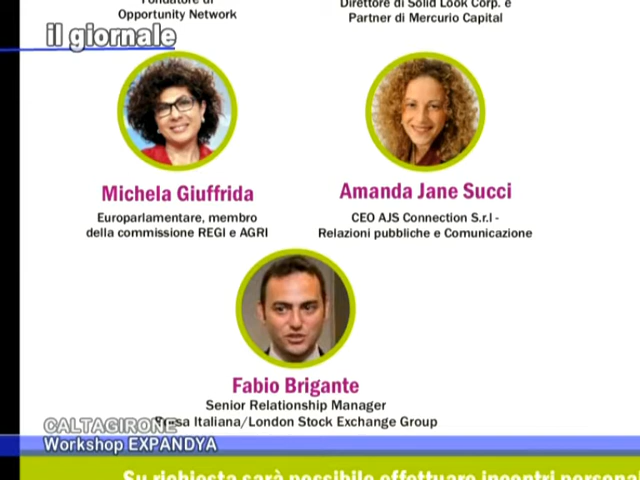 Fondatore di
Opportunity Network
Direttore di Solid Look Corp. e
Partner di Mercurio Capital
il giornale
Michela Giuffrida
Europarlamentare, membro
della commissione REGI e AGRI
Amanda Jane Succi
CEO AJS Connection S.r.l -
Relazioni pubbliche e Comunicazione
Fabio Brigante
Senior Relationship Manager
Borsa Italiana/London Stock Exchange Group
CALTAGIRONE
Workshop EXPANDYA
Su richiesta sarà possibile effettuare incontri personal